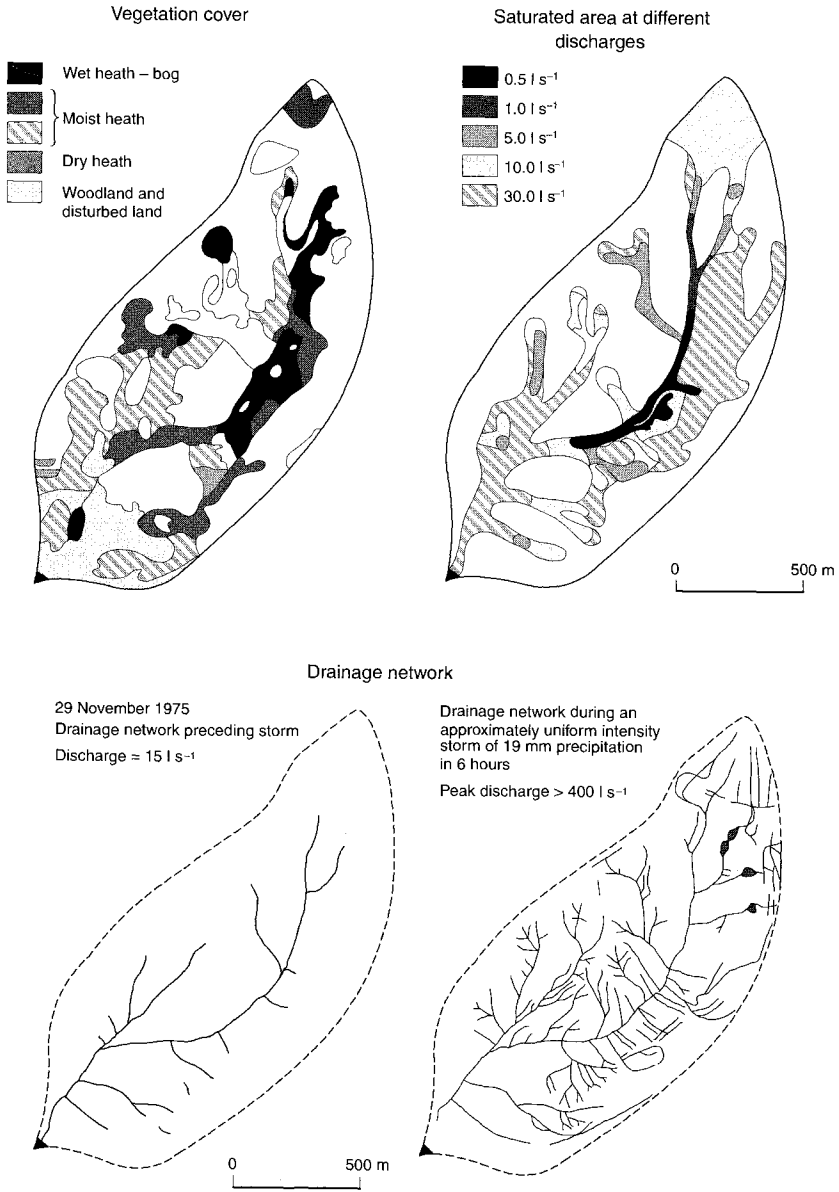 Vegetation cover
Wet heath – bog
Moist heath
Dry heath
Woodland and
disturbed land
Saturated area at different
discharges
0.5 l s⁻¹
1.0 l s⁻¹
5.0 l s⁻¹
10.0 l s⁻¹
30.0 l s⁻¹
0 500 m
Drainage network
29 November 1975
Drainage network preceding storm
Discharge = 15 l s⁻¹
Drainage network during an
approximately uniform intensity
storm of 19 mm precipitation
in 6 hours
Peak discharge > 400 l s⁻¹
0 500 m